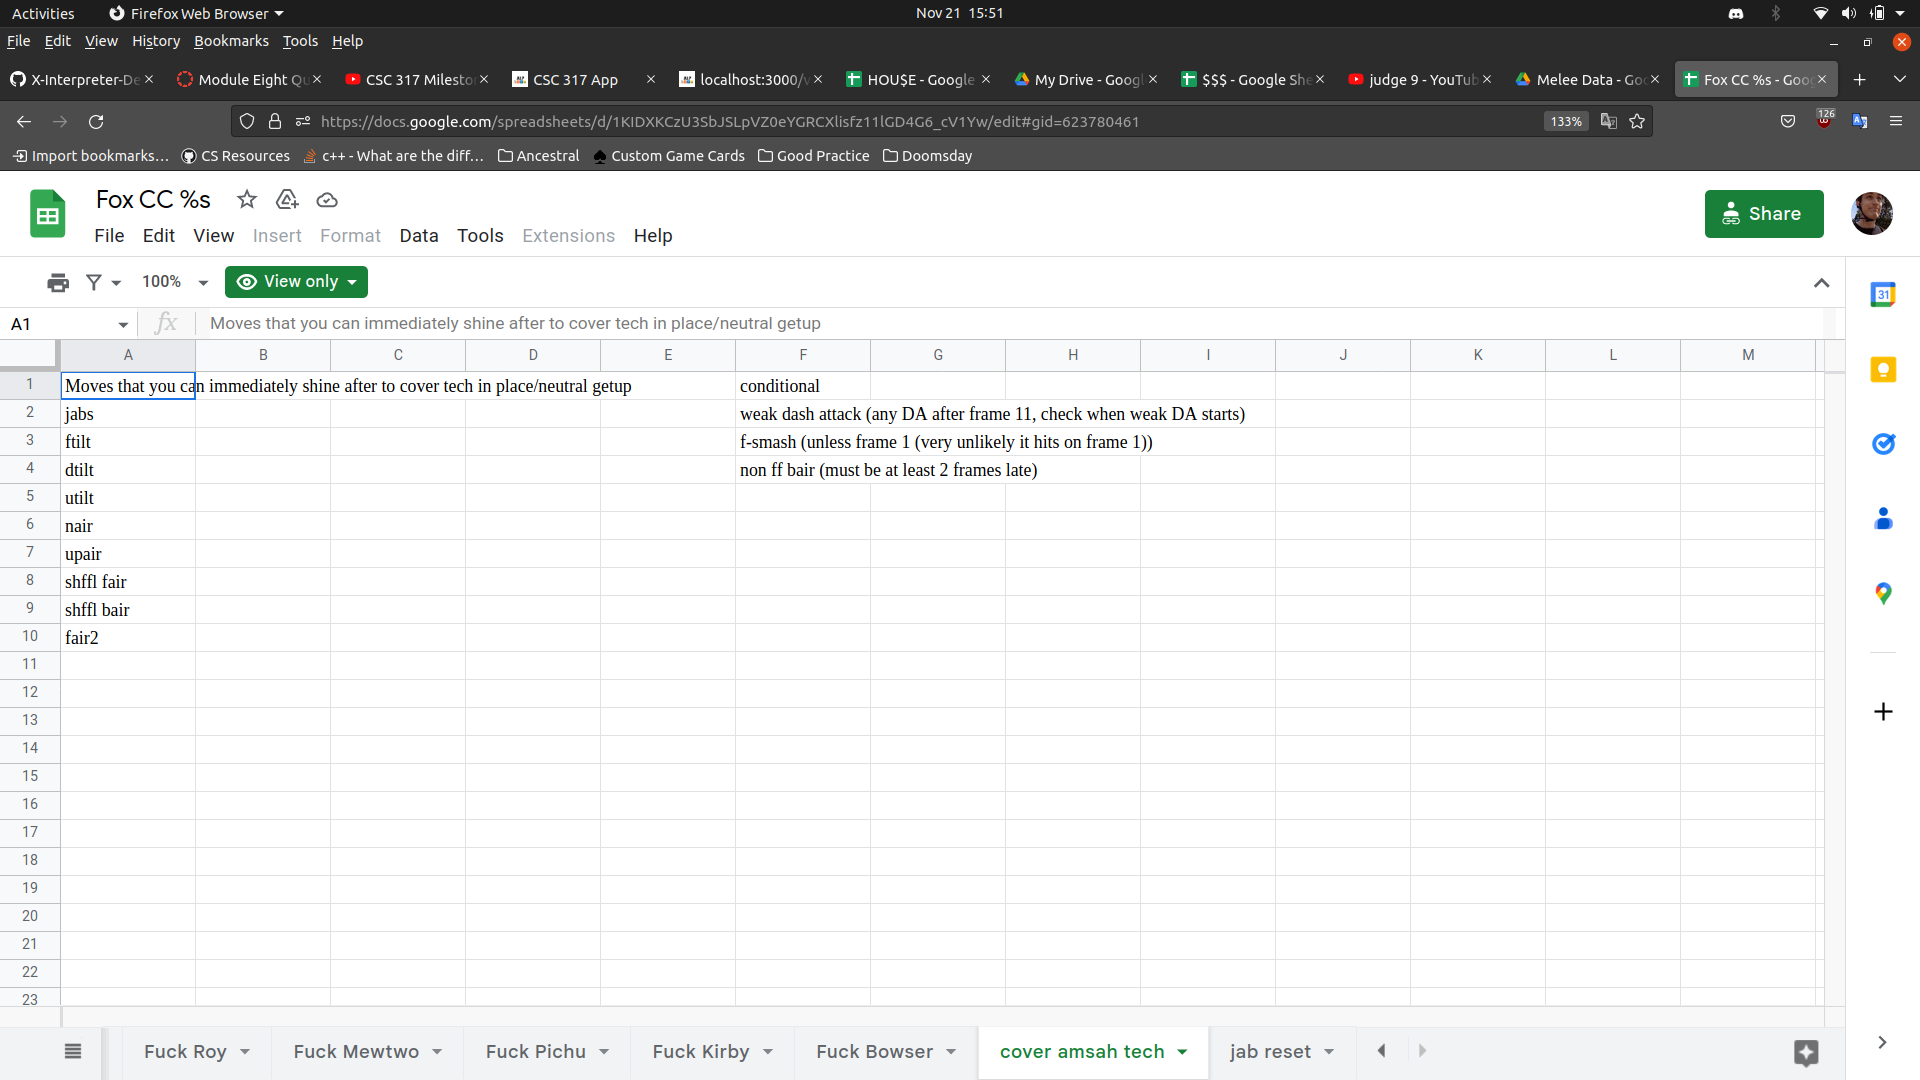 Activities
Firefox Web Browser
Nov 21 15:51
File Edit View History Bookmarks Tools Help
X-Interpreter-De
Module Eight Qu
CSC 317 Milesto
CSC 317 App
localhost:3000/v
HOU$E - Google
My Drive - Googl
$$$ - Google She
judge 9 - YouTub
Melee Data - Goo
Fox CC %s - Goog
https://docs.google.com/spreadsheets/d/1KIDXKCzU3SbJSLpVZ0eYGRCXlisfz11lGD4G6_cV1Yw/edit#gid=623780461
133%
126
Import bookmarks...
CS Resources
c++ - What are the diff...
Ancestral
Custom Game Cards
Good Practice
Doomsday
Fox CC %s
Share
File Edit View Insert Format Data Tools Extensions Help
100%
View only
31
A1
fx
Moves that you can immediately shine after to cover tech in place/neutral getup
A B C D E F G H I J K L M
1 Moves that you can immediately shine after to cover tech in place/neutral getup conditional
2 jabs weak dash attack (any DA after frame 11, check when weak DA starts)
3 ftilt f-smash (unless frame 1 (very unlikely it hits on frame 1))
4 dtilt non ff bair (must be at least 2 frames late)
5 utilt
6 nair
7 upair
8 shffl fair
9 shffl bair
10 fair2
11
12
13
14
15
16
17
18
19
20
21
22
23
Fuck Roy
Fuck Mewtwo
Fuck Pichu
Fuck Kirby
Fuck Bowser
cover amsah tech
jab reset